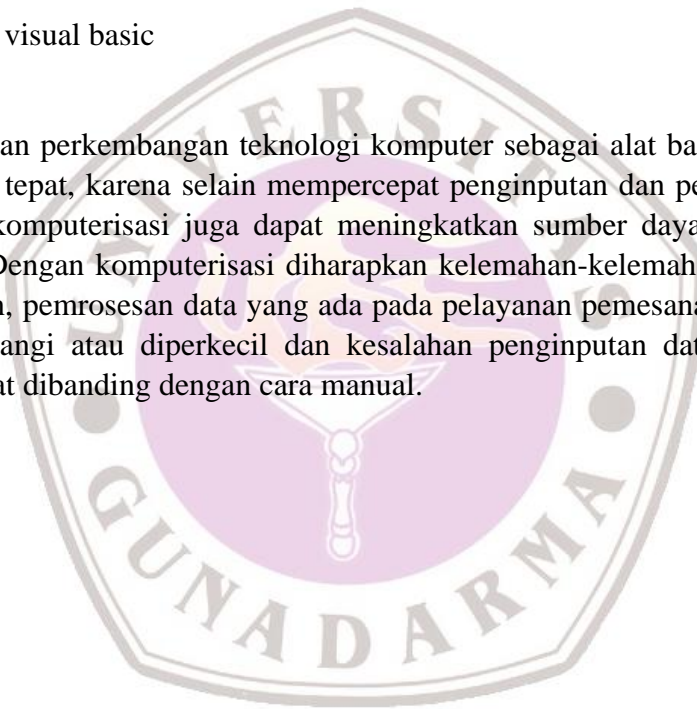 visual basic
an perkembangan teknologi komputer sebagai alat ba
tepat, karena selain mempercepat penginputan dan pe
komputerisasi juga dapat meningkatkan sumber daya
Dengan komputerisasi diharapkan kelemahan-kelemah
, pemrosesan data yang ada pada pelayanan pemesana
angi atau diperkecil dan kesalahan penginputan dat
at dibanding dengan cara manual.
UNIVERSITAS
GUNADARMA